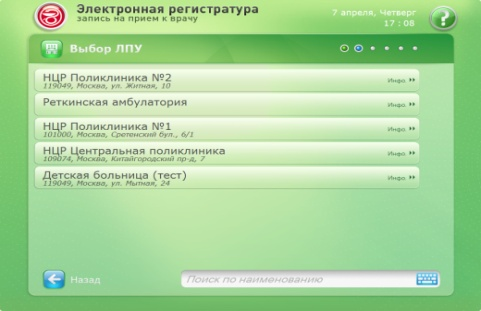 Электронная регистратура
запись на прием к врачу
7 апреля, Четверг
17 : 08
Выбор ЛПУ
НЦР Поликлиника №2
Инфо
119049, Москва, ул. Житная, 10
Реткинская амбулатория
Инфо
НЦР Поликлиника №1
Инфо
101000, Москва, Сретенский бул., 6/1
НЦР Центральная поликлиника
Инфо
109074, Москва, Китайгородский пр-д, 7
Детская больница (тест)
Инфо
119049, Москва, ул. Мытная, 24
Назад
Поиск по наименованию